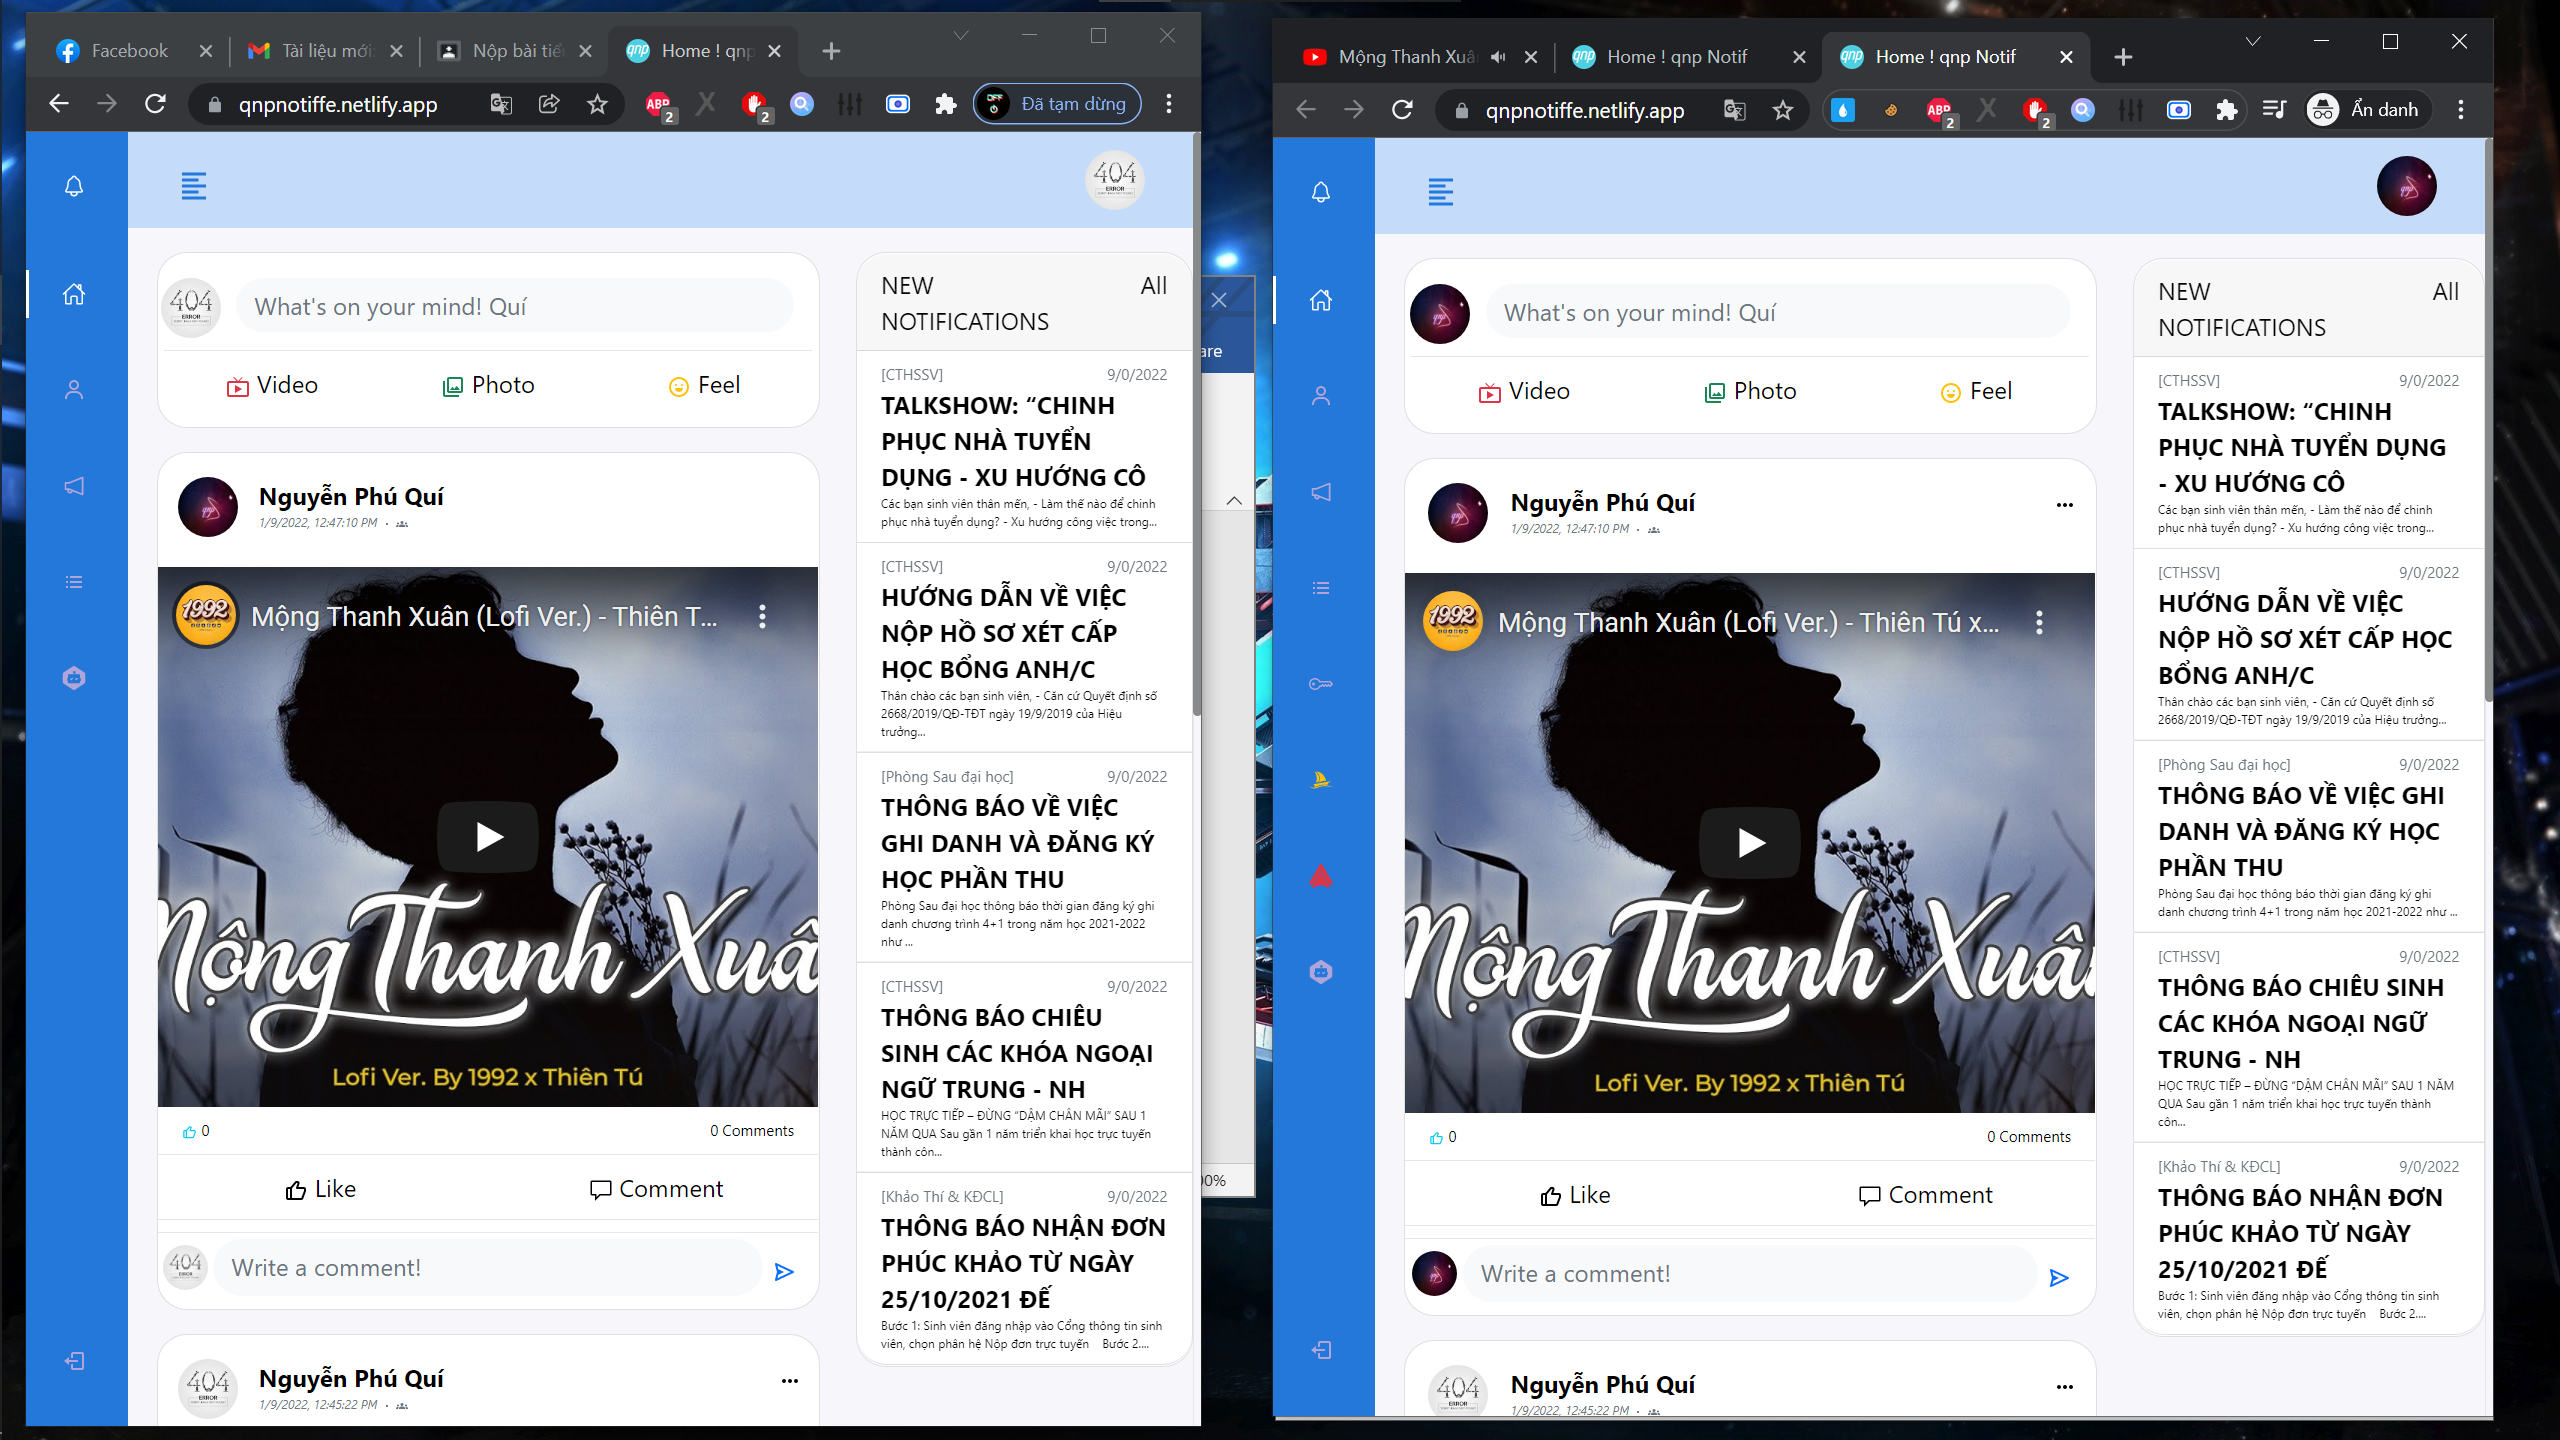 Facebook
Tài liệu mới:
Nộp bài tiể
Home ! qnp
qnpnotiffe.netlify.app
ABP
2
2
OFF
Đã tạm dừng
404
ERROR
404
ERROR
What's on your mind! Quí
Video
Photo
Feel
Nguyễn Phú Quí
1/9/2022, 12:47:10 PM
1992
Mộng Thanh Xuân (Lofi Ver.) - Thiên T...
Mộng Thanh Xuâ
Lofi Ver. By 1992 x Thiên Tú
0
0 Comments
Like
Comment
404
Write a comment!
404
ERROR
Nguyễn Phú Quí
1/9/2022, 12:45:22 PM
NEW
NOTIFICATIONS
All
[CTHSSV]
9/0/2022
TALKSHOW: “CHINH
PHỤC NHÀ TUYỂN
DỤNG - XU HƯỚNG CÔ
Các bạn sinh viên thân mến, - Làm thế nào để chinh
phục nhà tuyển dụng? - Xu hướng công việc trong...
[CTHSSV]
9/0/2022
HƯỚNG DẪN VỀ VIỆC
NỘP HỒ SƠ XÉT CẤP
HỌC BỔNG ANH/C
Thân chào các bạn sinh viên, - Căn cứ Quyết định số
2668/2019/QĐ-TĐT ngày 19/9/2019 của Hiệu
trưởng...
[Phòng Sau đại học]
9/0/2022
THÔNG BÁO VỀ VIỆC
GHI DANH VÀ ĐĂNG KÝ
HỌC PHẦN THU
Phòng Sau đại học thông báo thời gian đăng ký ghi
danh chương trình 4+1 trong năm học 2021-2022
như ...
[CTHSSV]
9/0/2022
THÔNG BÁO CHIÊU
SINH CÁC KHÓA NGOẠI
NGỮ TRUNG - NH
HỌC TRỰC TIẾP – ĐỪNG “DẬM CHÂN MÃI” SAU 1
NĂM QUA Sau gần 1 năm triển khai học trực tuyến
thành côn...
[Khảo Thí & KĐCL]
9/0/2022
THÔNG BÁO NHẬN ĐƠN
PHÚC KHẢO TỪ NGÀY
25/10/2021 ĐẾ
Bước 1: Sinh viên đăng nhập vào Cổng thông tin sinh
viên, chọn phân hệ Nộp đơn trực tuyến Bước 2....
are
00%
Mộng Thanh Xuâ
Home ! qnp Notif
Home ! qnp Notif
qnpnotiffe.netlify.app
ABP
2
2
Ẩn danh
qnp
qnp
What's on your mind! Quí
Video
Photo
Feel
Nguyễn Phú Quí
1/9/2022, 12:47:10 PM
1992
Mộng Thanh Xuân (Lofi Ver.) - Thiên Tú x...
Mộng Thanh Xuân
Lofi Ver. By 1992 x Thiên Tú
0
0 Comments
Like
Comment
Write a comment!
404
ERROR
Nguyễn Phú Quí
1/9/2022, 12:45:22 PM
NEW
NOTIFICATIONS
All
[CTHSSV]
9/0/2022
TALKSHOW: “CHINH
PHỤC NHÀ TUYỂN DỤNG
- XU HƯỚNG CÔ
Các bạn sinh viên thân mến, - Làm thế nào để chinh
phục nhà tuyển dụng? - Xu hướng công việc trong...
[CTHSSV]
9/0/2022
HƯỚNG DẪN VỀ VIỆC
NỘP HỒ SƠ XÉT CẤP HỌC
BỔNG ANH/C
Thân chào các bạn sinh viên, - Căn cứ Quyết định số
2668/2019/QĐ-TĐT ngày 19/9/2019 của Hiệu trưởng...
[Phòng Sau đại học]
9/0/2022
THÔNG BÁO VỀ VIỆC GHI
DANH VÀ ĐĂNG KÝ HỌC
PHẦN THU
Phòng Sau đại học thông báo thời gian đăng ký ghi
danh chương trình 4+1 trong năm học 2021-2022 như ...
[CTHSSV]
9/0/2022
THÔNG BÁO CHIÊU SINH
CÁC KHÓA NGOẠI NGỮ
TRUNG - NH
HỌC TRỰC TIẾP – ĐỪNG “DẬM CHÂN MÃI” SAU 1 NĂM
QUA Sau gần 1 năm triển khai học trực tuyến thành
côn...
[Khảo Thí & KĐCL]
9/0/2022
THÔNG BÁO NHẬN ĐƠN
PHÚC KHẢO TỪ NGÀY
25/10/2021 ĐẾ
Bước 1: Sinh viên đăng nhập vào Cổng thông tin sinh
viên, chọn phân hệ Nộp đơn trực tuyến Bước 2....